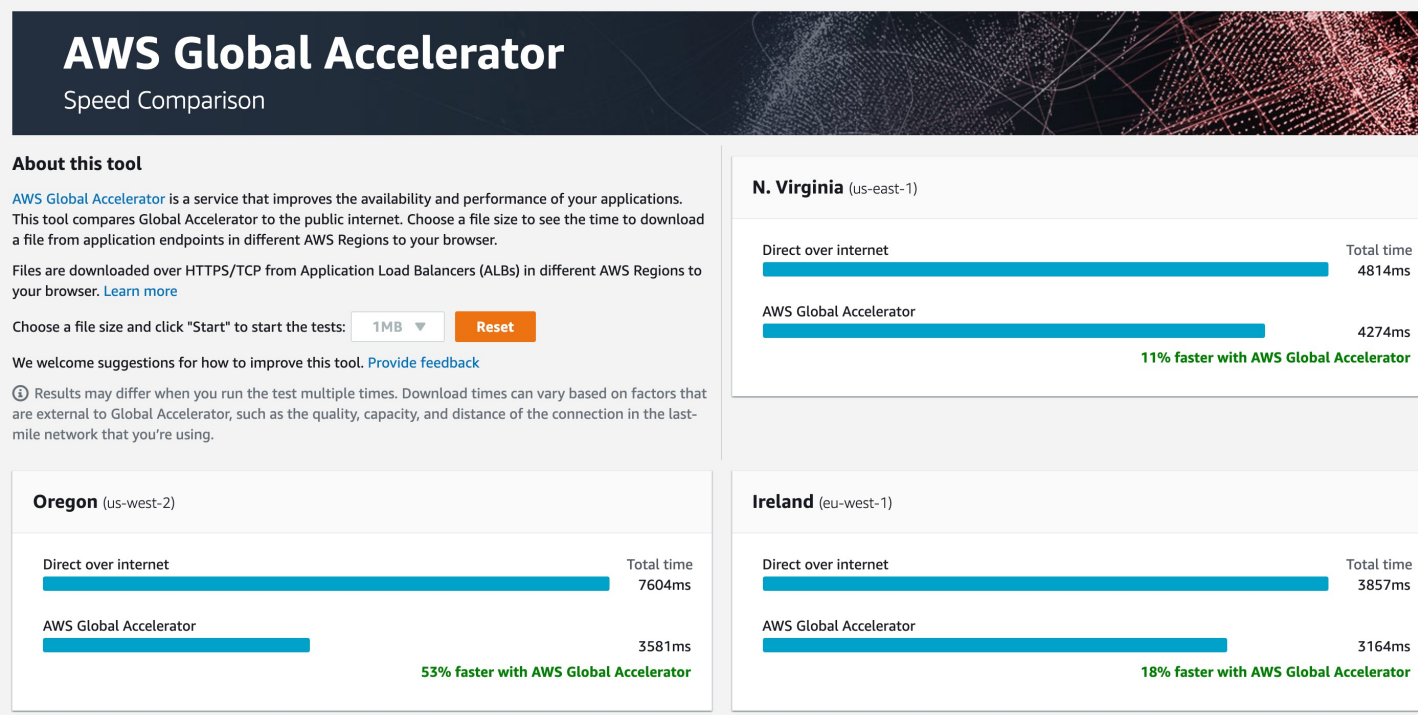 AWS Global Accelerator
Speed Comparison
About this tool
AWS Global Accelerator is a service that improves the availability and performance of your applications.
This tool compares Global Accelerator to the public internet. Choose a file size to see the time to download
a file from application endpoints in different AWS Regions to your browser.
Files are downloaded over HTTPS/TCP from Application Load Balancers (ALBs) in different AWS Regions to
your browser. Learn more
Choose a file size and click "Start" to start the tests: 1MB ▼ Reset
We welcome suggestions for how to improve this tool. Provide feedback
Results may differ when you run the test multiple times. Download times can vary based on factors that
are external to Global Accelerator, such as the quality, capacity, and distance of the connection in the last-
mile network that you’re using.
N. Virginia (us-east-1)
Direct over internet Total time
4814ms
AWS Global Accelerator
4274ms
11% faster with AWS Global Accelerator
Oregon (us-west-2)
Direct over internet Total time
7604ms
AWS Global Accelerator
3581ms
53% faster with AWS Global Accelerator
Ireland (eu-west-1)
Direct over internet Total time
3857ms
AWS Global Accelerator
3164ms
18% faster with AWS Global Accelerator